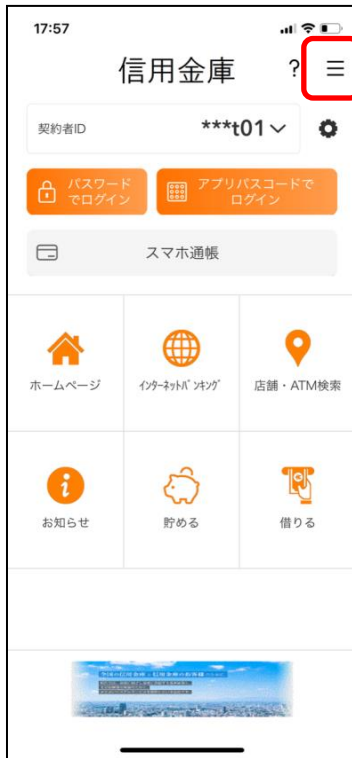 17:57
信用金庫 ?
契約者ID ***t01
パスワード
でログイン
アプリパスコードで
ログイン
スマホ通帳
ホームページ
インターネットバンキング
店舗・ATM検索
お知らせ
貯める
借りる